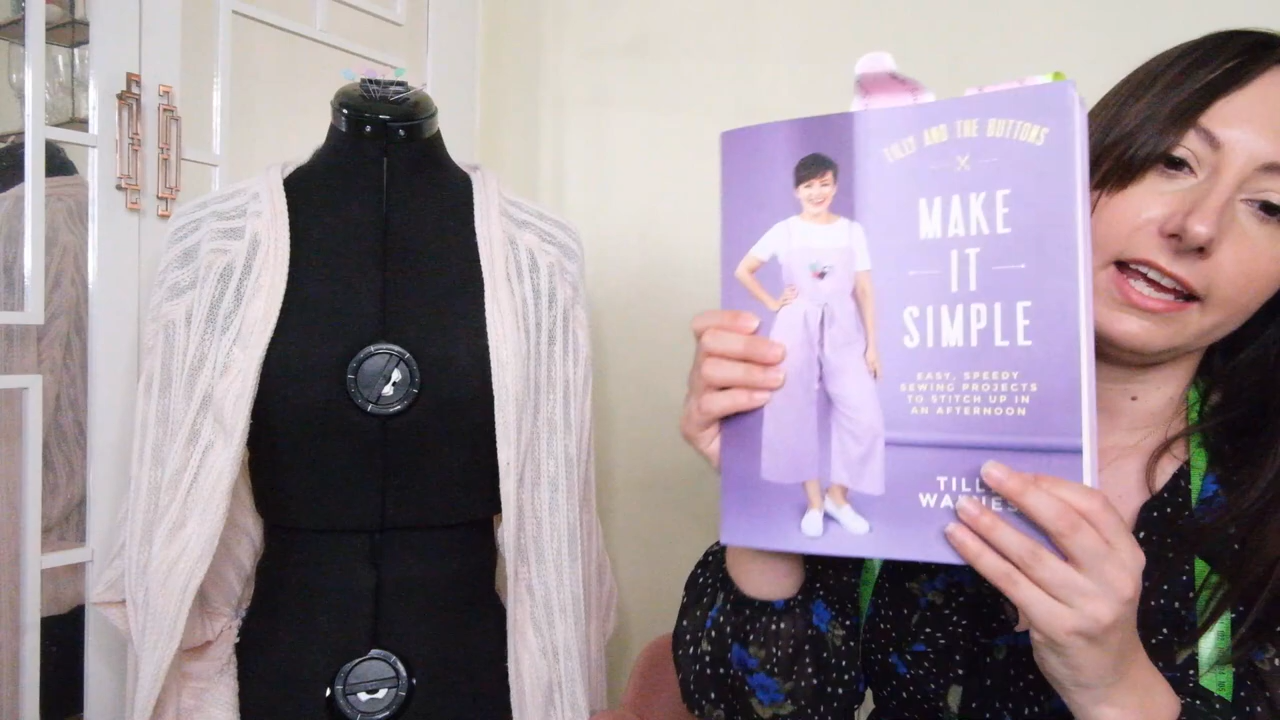 TILLY AND THE BUTTONS
MAKE
IT
SIMPLE
EASY, SPEEDY
SEWING PROJECTS
TO STITCH UP IN
AN AFTERNOON